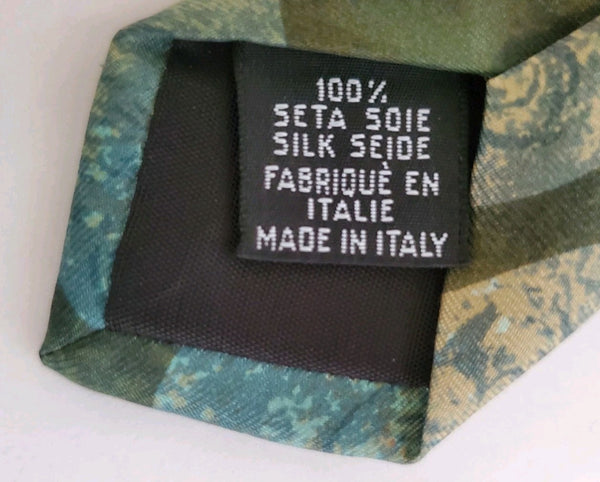 100%
SETA SOIE
SILK SEIDE
FABRIQUÈ EN
ITALIE
MADE IN ITALY